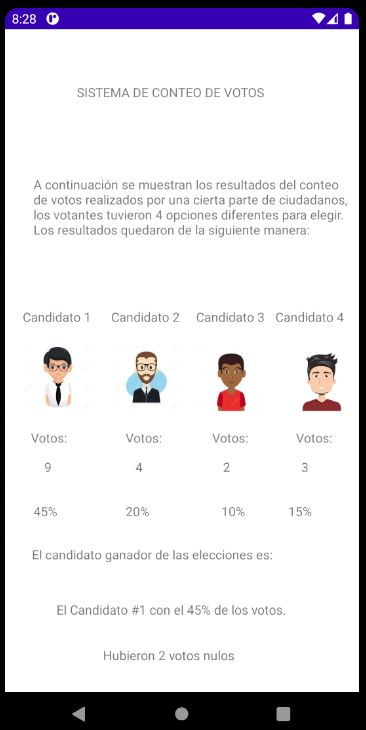 8:28
SISTEMA DE CONTEO DE VOTOS
A continuación se muestran los resultados del conteo
de votos realizados por una cierta parte de ciudadanos,
los votantes tuvieron 4 opciones diferentes para elegir.
Los resultados quedaron de la siguiente manera:
Candidato 1 Candidato 2 Candidato 3 Candidato 4
Votos: Votos: Votos: Votos:
9 4 2 3
45% 20% 10% 15%
El candidato ganador de las elecciones es:
El Candidato #1 con el 45% de los votos.
Hubieron 2 votos nulos